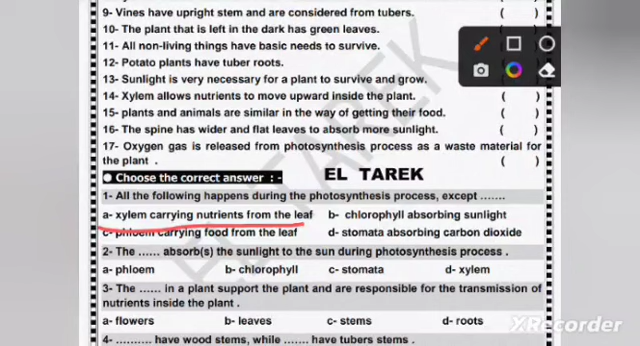 9- Vines have upright stem and are considered from tubers.
10- The plant that is left in the dark has green leaves. ( )
11- All non-living things have basic needs to survive. ( )
12- Potato plants have tuber roots.
13- Sunlight is very necessary for a plant to survive and grow. ( )
14- Xylem allows nutrients to move upward inside the plant. ( )
15- plants and animals are similar in the way of getting their food. ( )
16- The spine has wider and flat leaves to absorb more sunlight. ( )
17- Oxygen gas is released from photosynthesis process as a waste material for
the plant . ( )
Choose the correct answer : - EL TAREK
1- All the following happens during the photosynthesis process, except .......
a- xylem carrying nutrients from the leaf b- chlorophyll absorbing sunlight
c- phloem carrying food from the leaf d- stomata absorbing carbon dioxide
2- The ...... absorb(s) the sunlight to the sun during photosynthesis process .
a- phloem b- chlorophyll c- stomata d- xylem
3- The ...... in a plant support the plant and are responsible for the transmission of
nutrients inside the plant .
a- flowers b- leaves c- stems d- roots
4- .......... have wood stems, while ....... have tubers stems .
EL TAREK
XRecorder